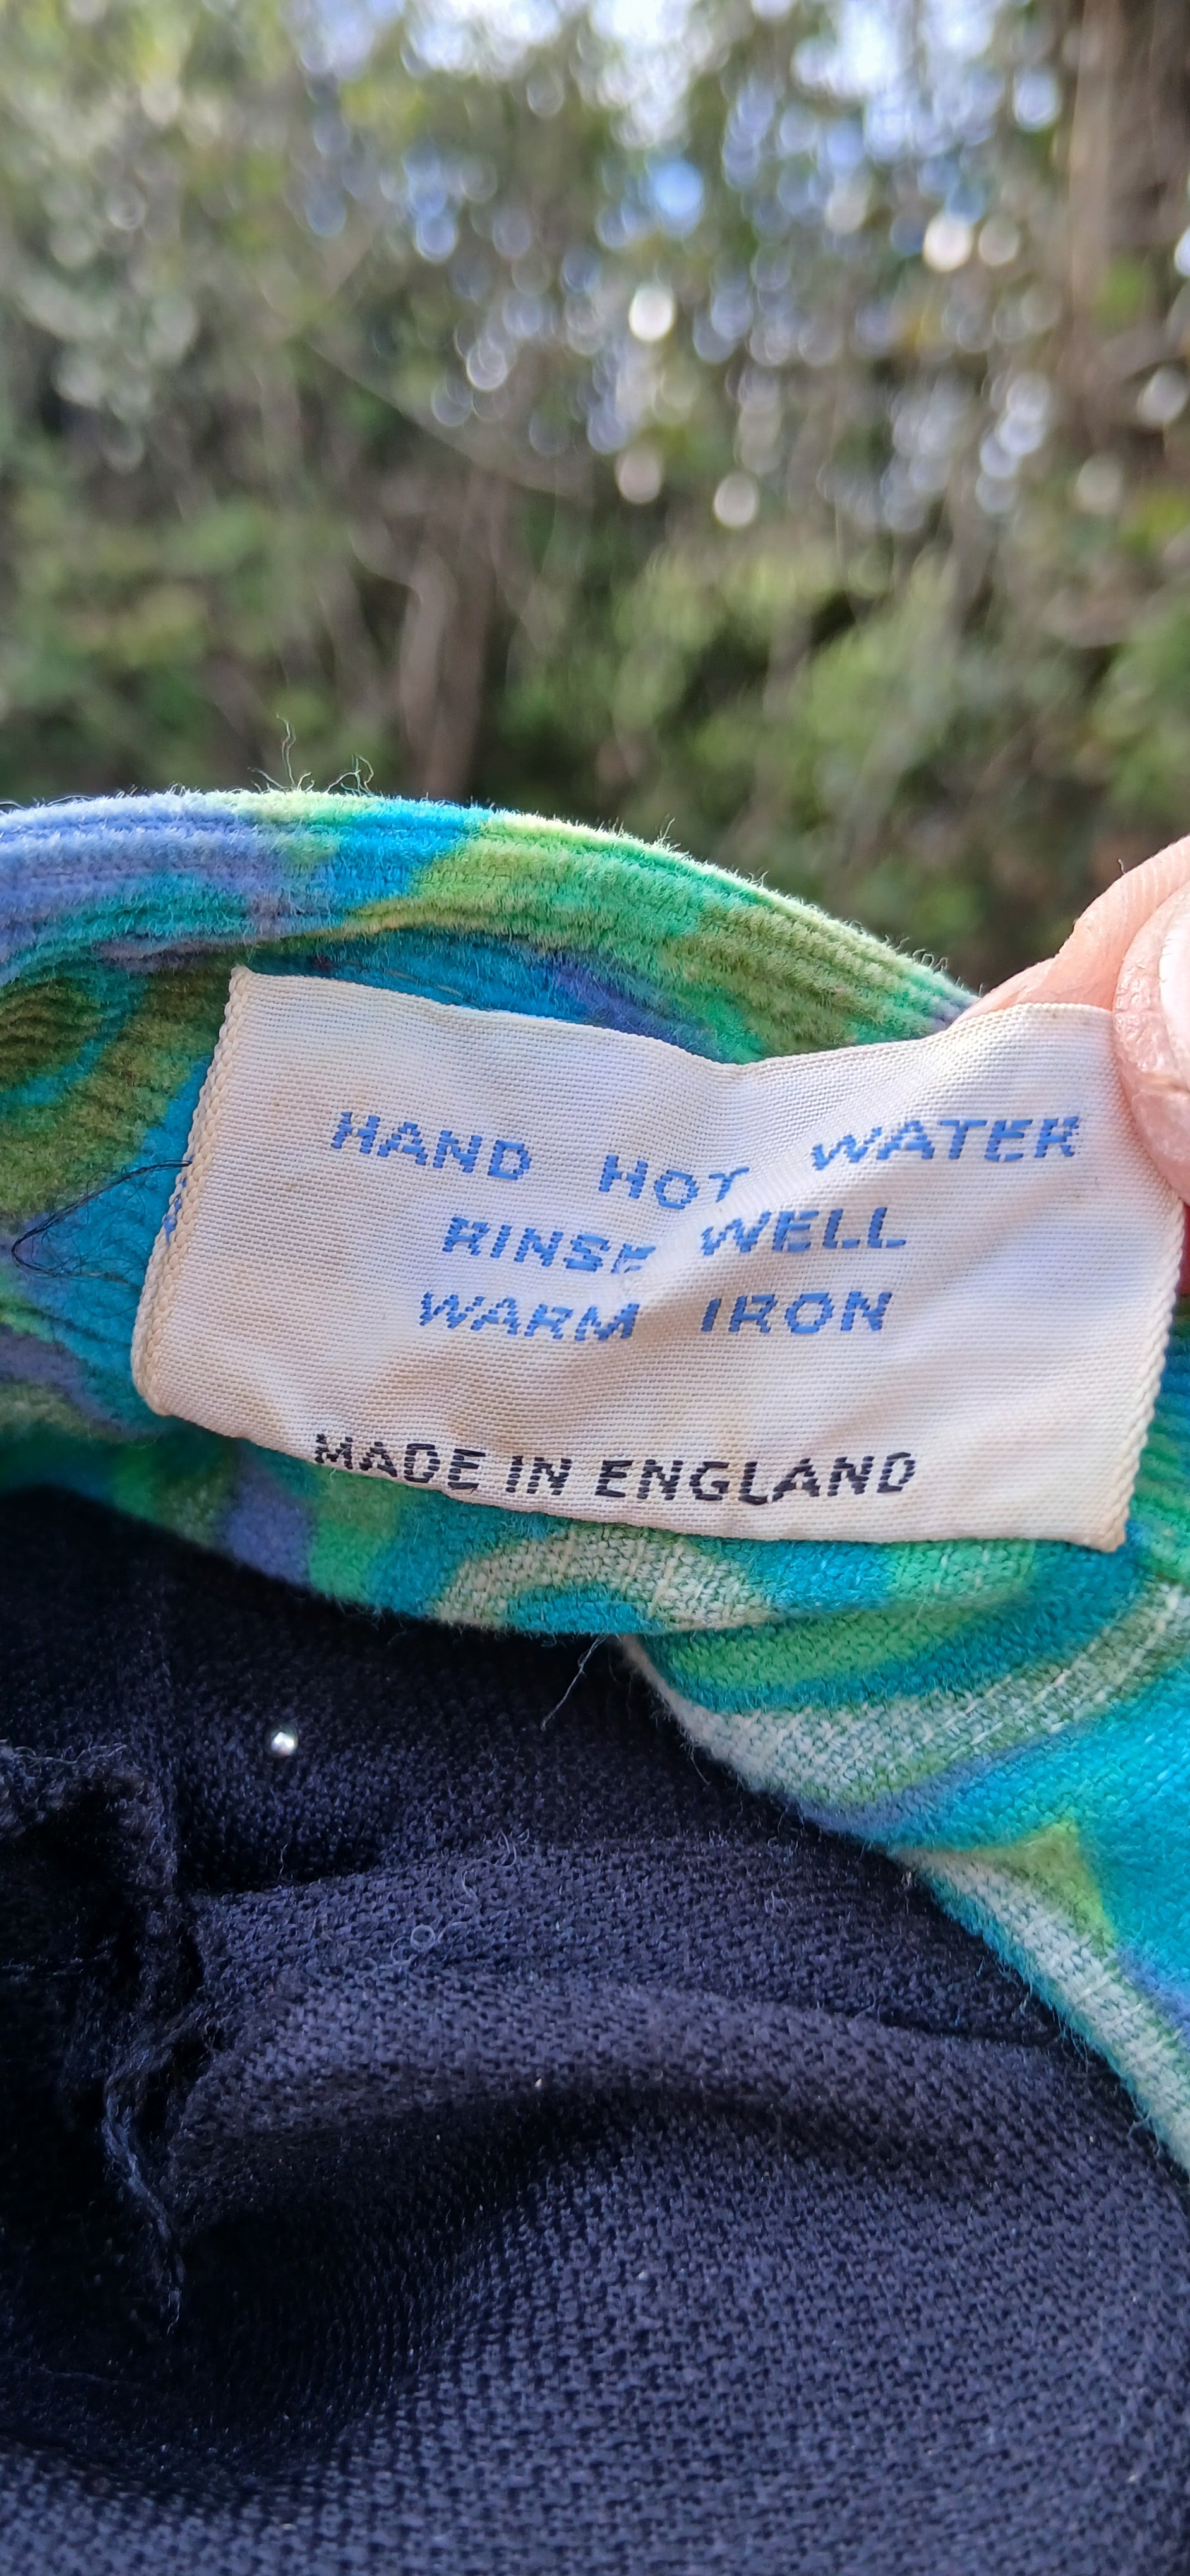 HAND HOT WATER
RINSE WELL
WARM IRON
MADE IN ENGLAND